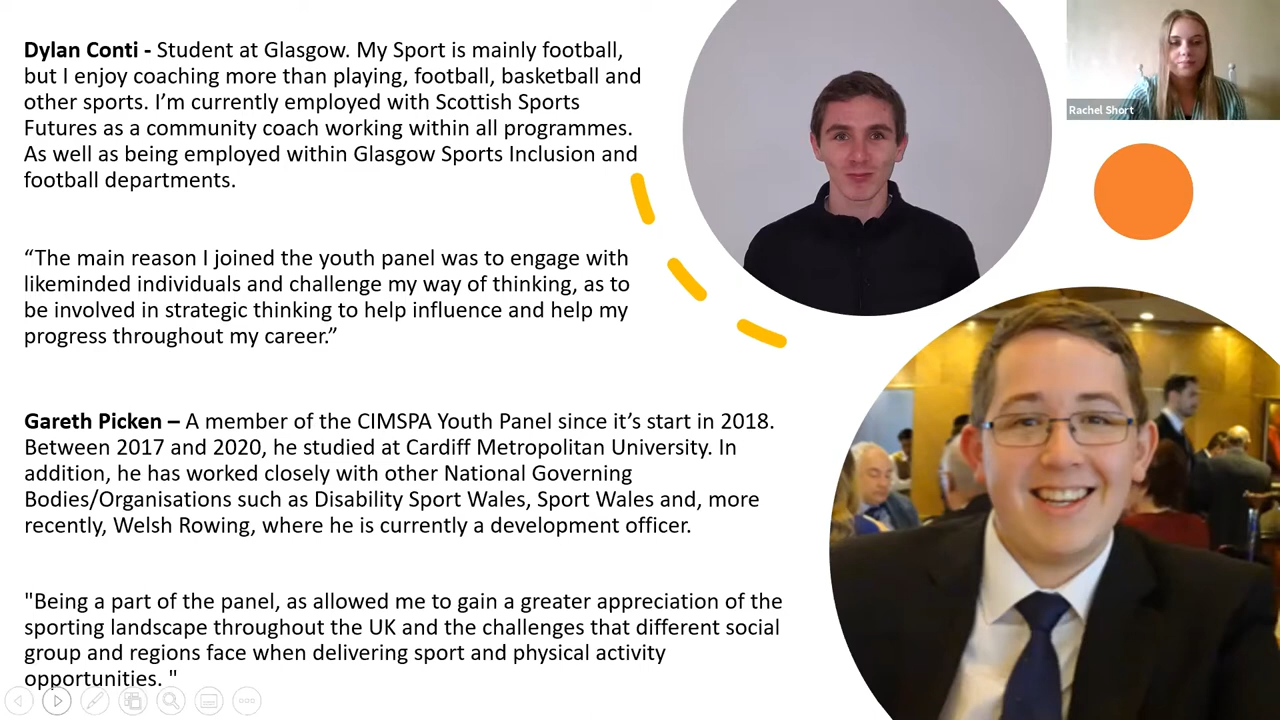 Dylan Conti - Student at Glasgow. My Sport is mainly football,
but I enjoy coaching more than playing, football, basketball and
other sports. I’m currently employed with Scottish Sports
Futures as a community coach working within all programmes.
As well as being employed within Glasgow Sports Inclusion and
football departments.
“The main reason I joined the youth panel was to engage with
likeminded individuals and challenge my way of thinking, as to
be involved in strategic thinking to help influence and help my
progress throughout my career.”
Gareth Picken – A member of the CIMSPA Youth Panel since it’s start in 2018.
Between 2017 and 2020, he studied at Cardiff Metropolitan University. In
addition, he has worked closely with other National Governing
Bodies/Organisations such as Disability Sport Wales, Sport Wales and, more
recently, Welsh Rowing, where he is currently a development officer.
"Being a part of the panel, as allowed me to gain a greater appreciation of the
sporting landscape throughout the UK and the challenges that different social
group and regions face when delivering sport and physical activity
opportunities. "
Rachel Short